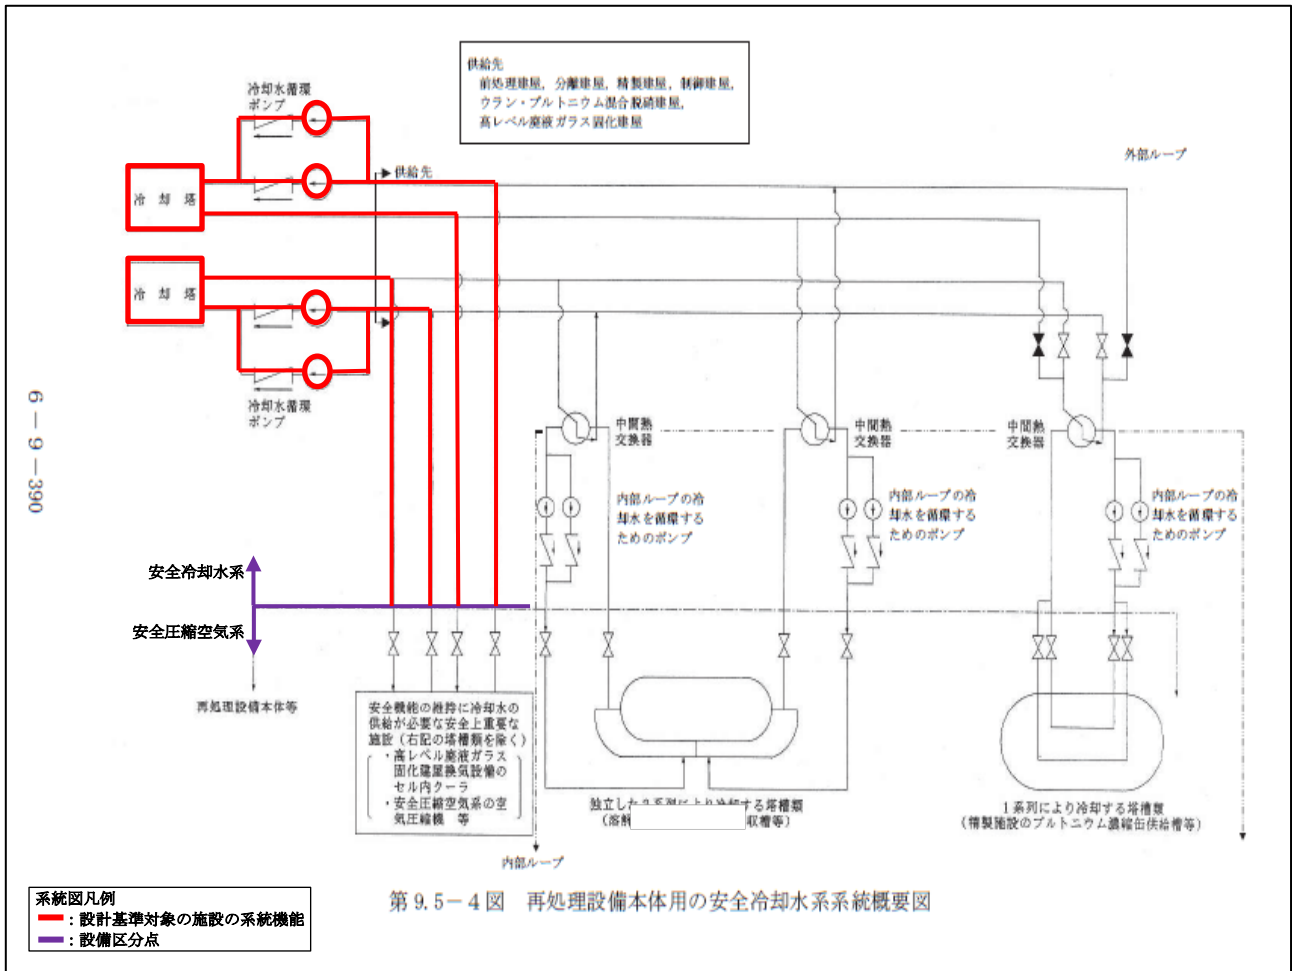 供給先
前処理建屋，分離建屋，精製建屋，制御建屋，
ウラン・プルトニウム混合脱硝建屋，
高レベル廃液ガラス固化建屋
冷却水循環
ポンプ
外部ループ
供給先
冷却塔
冷却塔
冷却水循環
ポンプ
6－9－390
中間熱
交換器
中間熱
交換器
中間熱
交換器
内部ループの冷
却水を循環する
ためのポンプ
内部ループの冷
却水を循環する
ためのポンプ
内部ループの冷
却水を循環する
ためのポンプ
安全冷却水系
安全圧縮空気系
再処理設備本体等
安全機能の維持に冷却水の
供給が必要な安全上重要な
施設（右記の塔槽類を除く）
・高レベル廃液ガラス
固化建屋換気設備の
セル内クーラ
・安全圧縮空気系の空
気圧縮機　等
独立した2系列により冷却する塔槽類
（溶解 収槽等）
1系列により冷却する塔槽類
（精製施設のプルトニウム濃縮缶供給槽等）
内部ループ
第9.5－4図　再処理設備本体用の安全冷却水系系統概要図
系統図凡例
：設計基準対象の施設の系統機能
：設備区分点